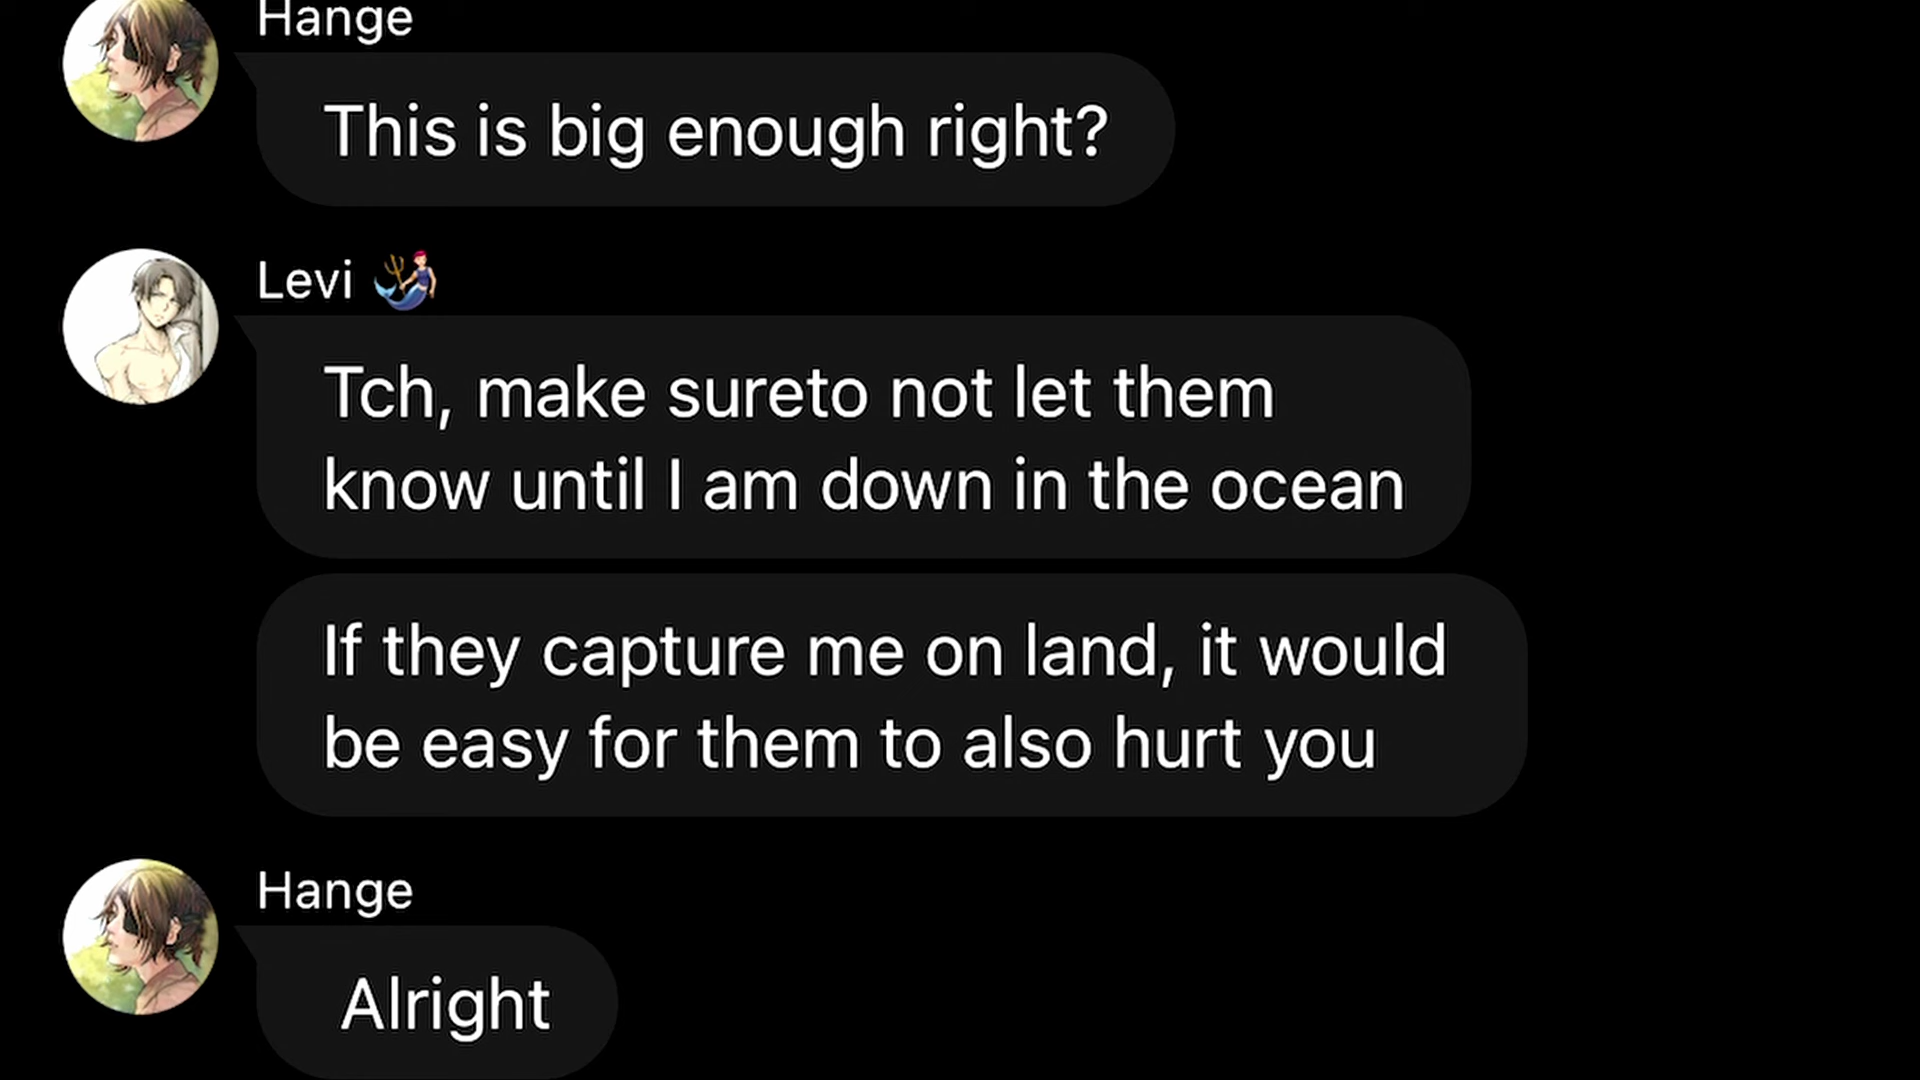 Hange
This is big enough right?
Levi 🧜
Tch, make sureto not let them
know until I am down in the ocean
If they capture me on land, it would
be easy for them to also hurt you
Hange
Alright